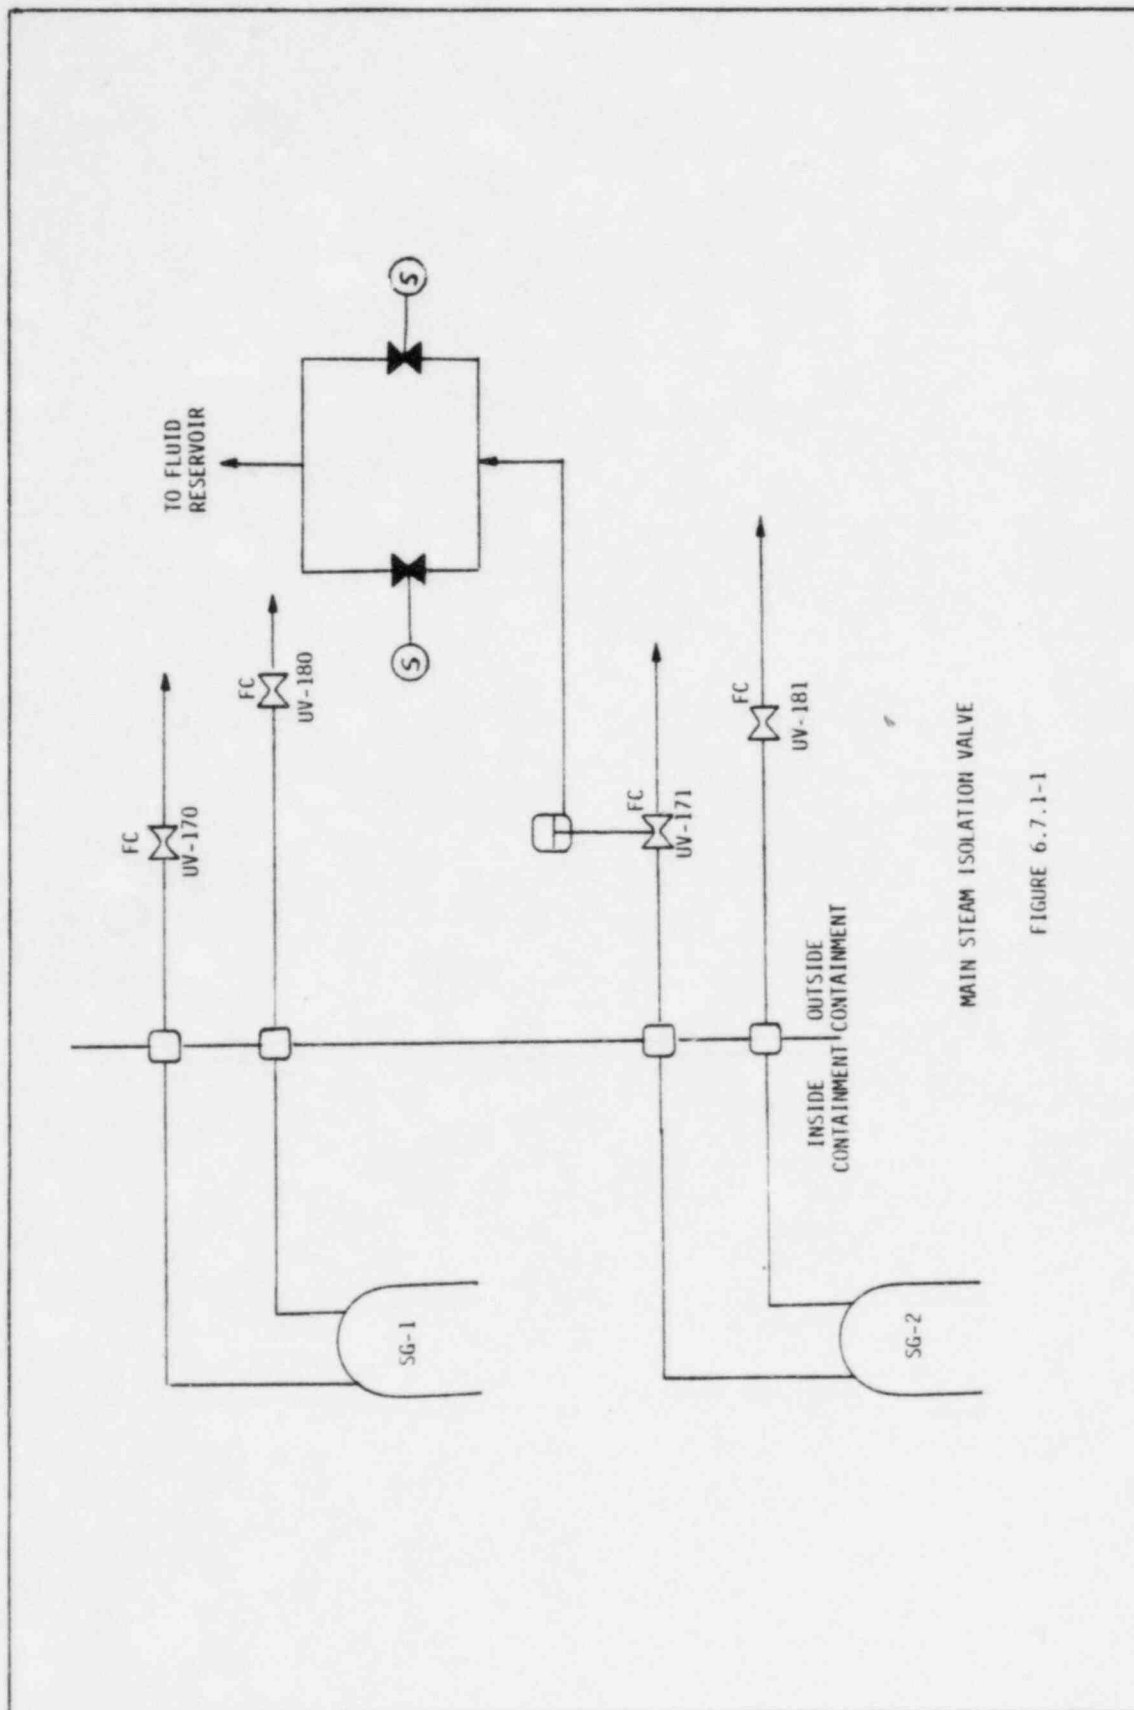 TO FLUID
RESERVOIR
S
S
FC
UV-170
FC
UV-180
FC
UV-171
FC
UV-181
SG-1
SG-2
INSIDE
CONTAINMENT
OUTSIDE
CONTAINMENT
MAIN STEAM ISOLATION VALVE
FIGURE 6.7.1-1